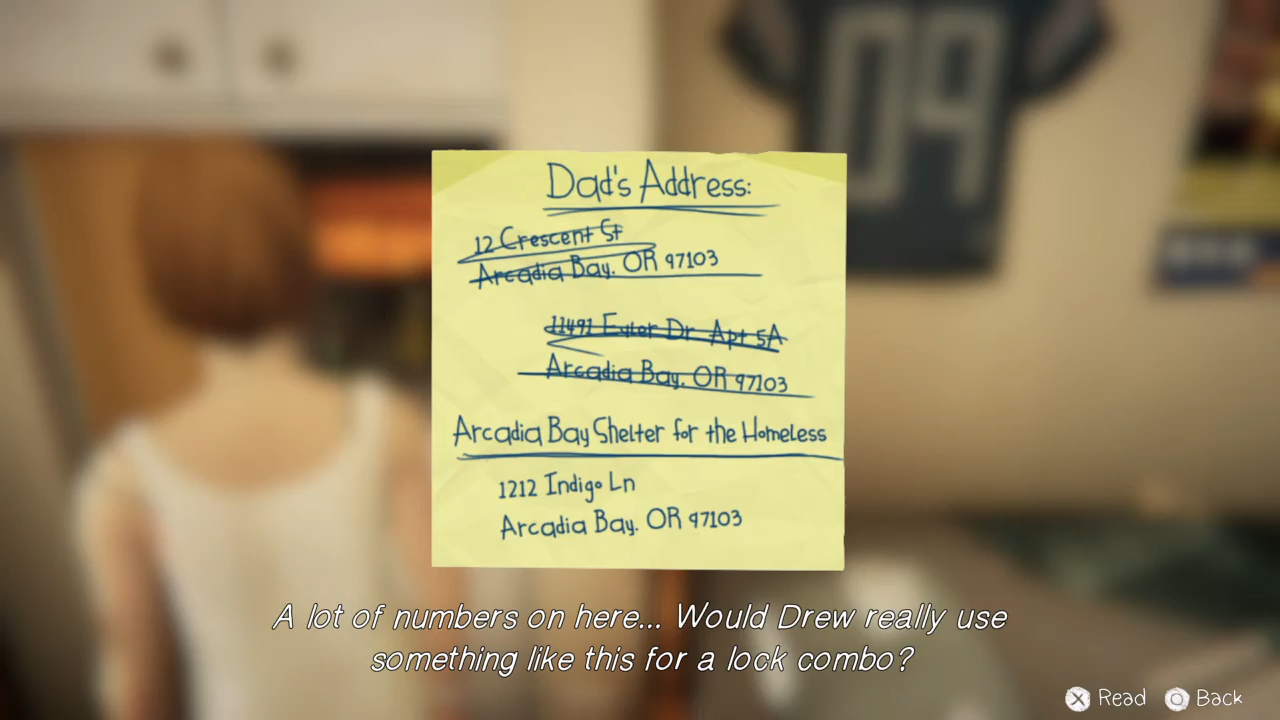 09
Dad's Address:
12 Crescent St
Arcadia Bay. OR 97103
11491 Eyler Dr Apt 5A
Arcadia Bay. OR 97103
Arcadia Bay Shelter for the Homeless
1212 Indigo Ln
Arcadia Bay. OR 97103
A lot of numbers on here... Would Drew really use
something like this for a lock combo?
X Read O Back